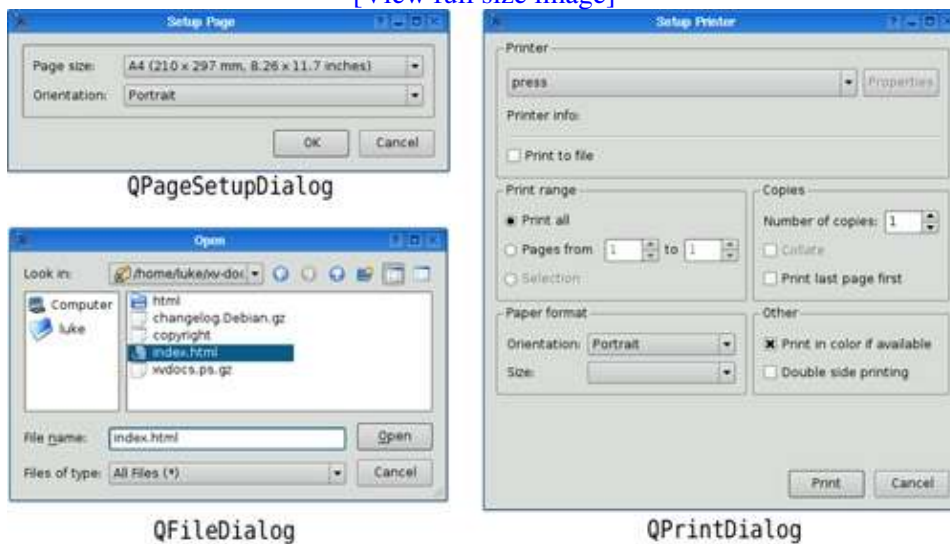 [View full size image]
Setup Page
Page size: A4 (210 x 297 mm, 8.26 x 11.7 inches)
Orientation: Portrait
OK Cancel
QPageSetupDialog
Open
Look in: /home/luke/xv-doc
Computer
luke
html
changelog.Debian.gz
copyright
index.html
xvdocs.ps.gz
File name: index.html Open
Files of type: All Files (*) Cancel
QFileDialog
Setup Printer
Printer
press Properties
Printer info:
Print to file
Print range
Print all
Pages from 1 to 1
Selection
Copies
Number of copies: 1
Collate
Print last page first
Paper format
Orientation: Portrait
Size:
Other
Print in color if available
Double side printing
Print Cancel
QPrintDialog